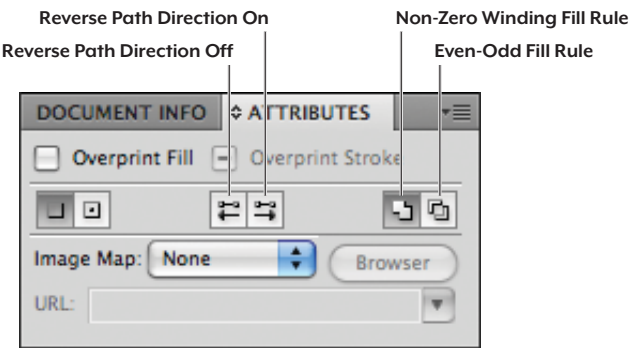 Reverse Path Direction On Non-Zero Winding Fill Rule
Reverse Path Direction Off Even-Odd Fill Rule
DOCUMENT INFO ATTRIBUTES
Overprint Fill Overprint Stroke
Image Map: None Browser
URL: